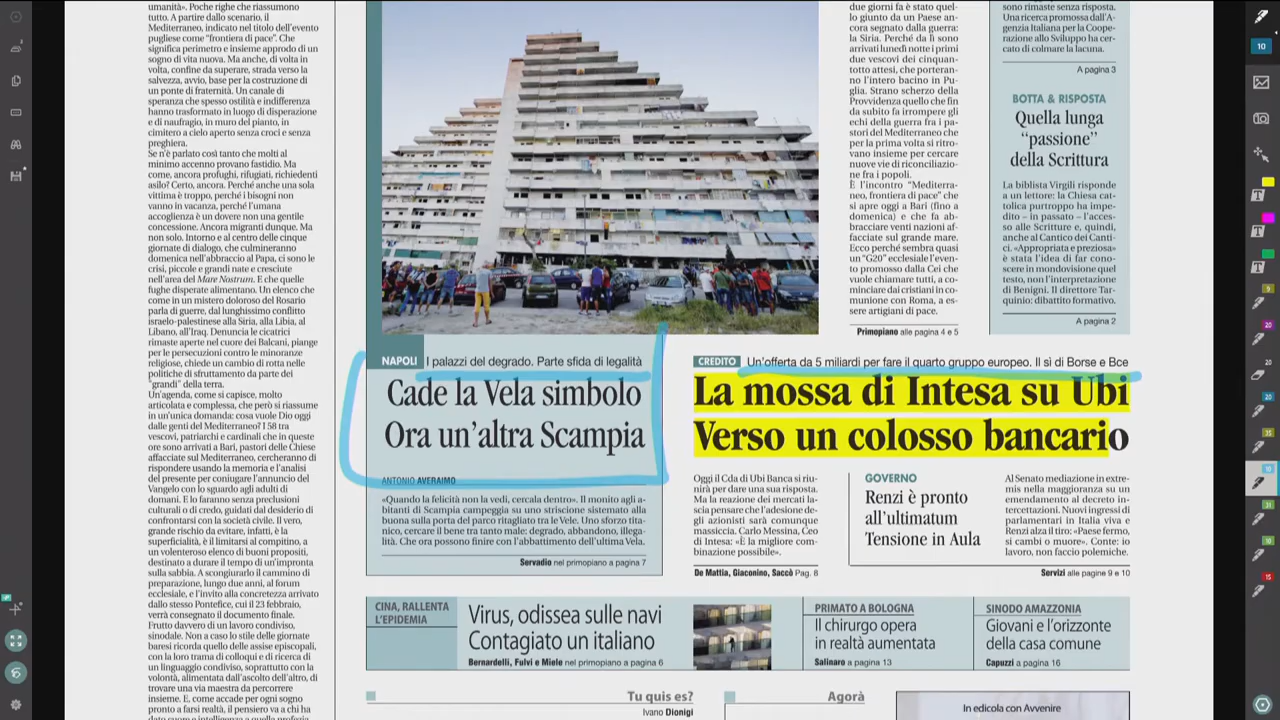 umanità». Poche righe che riassumono
tutto. A partire dallo scenario, il
Mediterraneo, indicato nel titolo dell'evento
pugliese come “frontiera di pace”. Che
significa perimetro e insieme approdo di un
sogno di vita nuova. Ma anche, di volta in
volta, confine da superare, strada verso la
salvezza, avvio, base per la costruzione di
un ponte di fraternità. Un canale di
speranza che spesso ostilità e indifferenza
hanno trasformato in luogo di disperazione
e di naufragio, in muro del pianto, in
cimitero a cielo aperto senza croci e senza
preghiera.
Se n'è parlato così tanto che molti al
minimo accenno provano fastidio. Ma
come, ancora profughi, rifugiati, richiedenti
asilo? Certo, ancora. Perché anche una sola
vittima è troppo, perché i bisogni non
vanno in vacanza, perché l'umana
accoglienza è un dovere non una gentile
concessione. Ancora migranti dunque. Ma
non solo. Intorno e al centro delle cinque
giornate di dialogo, che culmineranno
domenica nell'abbraccio al Papa, ci sono le
crisi, piccole e grandi nate e cresciute
nell'area del Mare Nostrum. E che quelle
fughe disperate alimentano. Un elenco che
come in un mistero doloroso del Rosario
parla di guerra, dal lunghissimo conflitto
israelo-palestinese alla Siria, alla Libia, al
Libano, all'Iraq. Denuncia le cicatrici
rimaste aperte nel cuore dei Balcani, piange
per le persecuzioni contro le minoranze
religiose, chiede un cambio di rotta nelle
politiche di sfruttamento da parte dei
"grandi" della terra.
Un'agenda, come si capisce, molto
articolata e complessa, che però si riassume
in un'unica domanda: cosa vuole Dio oggi
dalle genti del Mediterraneo? I 58 tra
vescovi, patriarchi e cardinali che in queste
ore sono arrivati a Bari, pastori delle Chiese
affacciate sul Mediterraneo, cercheranno di
rispondere usando la memoria e l'analisi
del presente per coniugare l'annuncio del
Vangelo con lo sguardo agli adulti di
domani. E lo faranno senza preclusioni
culturali o di credo, guidati dal desiderio di
confrontarsi con la società civile. Il vero,
grande rischio da evitare, infatti, è la
superficialità, è il limitarsi al compitino, a
un volenteroso elenco di buoni propositi,
destinato a durare il tempo di un'impronta
sulla sabbia. A scongiurarlo il cammino di
preparazione, lungo due anni, al forum
ecclesiale, e l'invito alla concretezza arrivato
dallo stesso Pontefice, cui il 23 febbraio,
verrà consegnato il documento finale.
Frutto davvero di un lavoro condiviso,
sinodale. Non a caso lo stile delle giornate
baresi ricorda quello delle assise episcopali,
con la loro trama di colloqui e di ricerca di
un linguaggio condiviso, soprattutto con la
volontà, alimentata dall'ascolto dell'altro, di
trovare una via maestra da percorrere
insieme. E, come accade per ogni sogno
pronto a farsi realtà, il pensiero va a chi ha
due giorni fa è stato quel-
lo giunto da un Paese an-
cora segnato dalla guerra:
la Siria. Perché da lì sono
arrivati lunedì notte i primi
due vescovi dei cinquan-
totto attesi, che porteran-
no l'intero bacino in Pu-
glia. Strano scherzo della
Provvidenza quello che fin
da subito fa irrompere gli
echi della guerra fra i pa-
stori del Mediterraneo che
per la prima volta si ritro-
vano insieme per cercare
nuove vie di riconciliazio-
ne fra i popoli.
È l'incontro “Mediterra-
neo, frontiera di pace” che
si apre oggi a Bari (fino a
domenica) e che fa ab-
bracciare venti nazioni af-
facciate sul grande mare.
Ecco perché sembra quasi
un “G20” ecclesiale l'even-
to promosso dalla Cei che
vuole chiamare tutti, a co-
minciare dai cristiani in co-
munione con Roma, a es-
sere artigiani di pace.
Primopiano alle pagine 4 e 5
sono rimaste senza risposta.
Una ricerca promossa dall'A-
genzia Italiana per la Coope-
razione allo Sviluppo ha cer-
cato di colmare la lacuna.
A pagina 3
BOTTA & RISPOSTA
Quella lunga
“passione”
della Scrittura
La biblista Virgili risponde
a un lettore: la Chiesa cat-
tolica purtroppo ha impe-
dito – in passato – l'acces-
so alle Scritture e, quindi,
anche al Cantico dei Canti-
ci. «Appropriata e preziosa»
è stata l'idea di far cono-
scere in mondovisione quel
testo, non l'interpretazione
di Benigni. Il direttore Tar-
quinio: dibattito formativo.
A pagina 2
NAPOLI I palazzi del degrado. Parte sfida di legalità
Cade la Vela simbolo
Ora un'altra Scampia
ANTONIO AVERAIMO
«Quando la felicità non la vedi, cercala dentro». Il monito agli a-
bitanti di Scampia campeggia su uno striscione sistemato alla
buona sulla porta del parco ritagliato tra le Vele. Uno sforzo tita-
nico, cercare il bene tra tanto male: degrado, abbandono, illega-
lità. Che ora possono finire con l'abbattimento dell'ultima Vela.
Servadio nel primopiano a pagina 7
CREDITO Un'offerta da 5 miliardi per fare il quarto gruppo europeo. Il sì di Borse e Bce
La mossa di Intesa su Ubi
Verso un colosso bancario
Oggi il Cda di Ubi Banca si riu-
nirà per dare una sua risposta.
Ma la reazione dei mercati la-
scia pensare che l'adesione de-
gli azionisti sarà comunque
massiccia. Carlo Messina, Ceo
di Intesa: «È la migliore com-
binazione possibile».
De Mattia, Giaconino, Saccò Pag. 8
GOVERNO
Renzi è pronto
all'ultimatum
Tensione in Aula
Al Senato mediazione in extre-
mis nella maggioranza su un
emendamento al decreto in-
tercettazioni. Nuovi ingressi di
parlamentari in Italia viva e
Renzi alza il tiro: «Paese fermo,
si cambi o muore». Conte: io
lavoro, non faccio polemiche.
Servizi alle pagine 9 e 10
CINA, RALLENTA
L'EPIDEMIA
Virus, odissea sulle navi
Contagiato un italiano
Bernardelli, Fulvi e Miele nel primopiano a pagina 6
PRIMATO A BOLOGNA
Il chirurgo opera
in realtà aumentata
Salinaro a pagina 13
SINODO AMAZZONIA
Giovani e l'orizzonte
della casa comune
Capuzzi a pagina 16
Tu quis es?
Ivano Dionigi
Agorà
In edicola con Avvenire